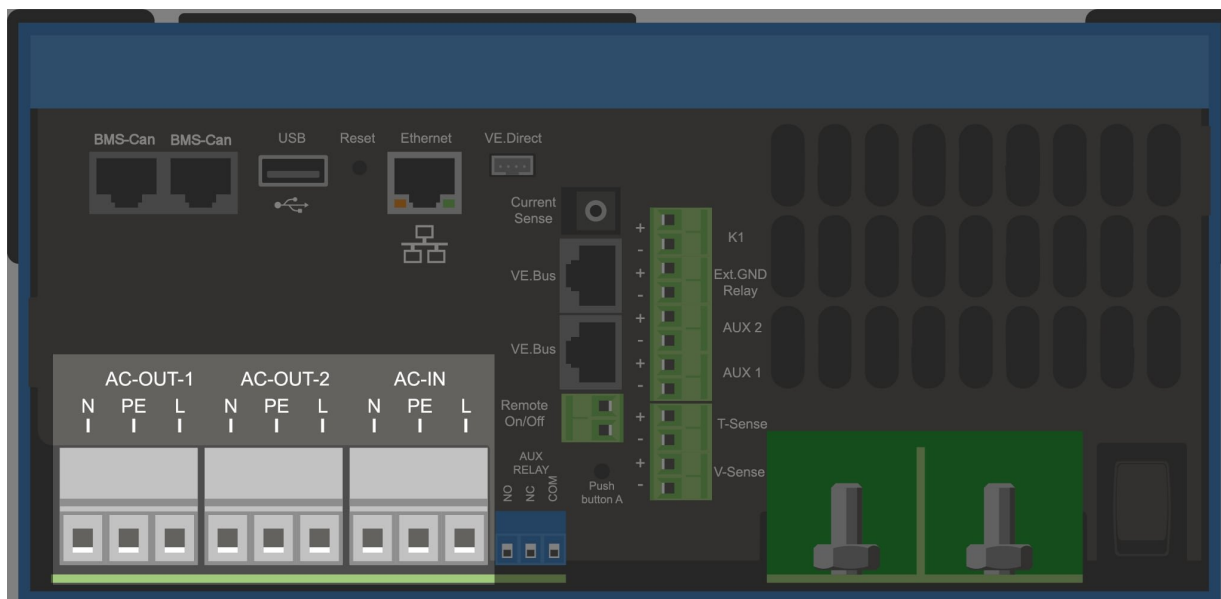 BMS-Can BMS-Can USB Reset Ethernet VE.Direct
Current
Sense
+
K1
-
VE.Bus
+
Ext.GND
-
Relay
+
AUX 2
-
VE.Bus
+
AUX 1
-
AC-OUT-1 AC-OUT-2 AC-IN
N PE L N PE L N PE L
Remote
On/Off
+
T-Sense
-
AUX
RELAY
+
V-Sense
-
NO NC COM
Push
button A